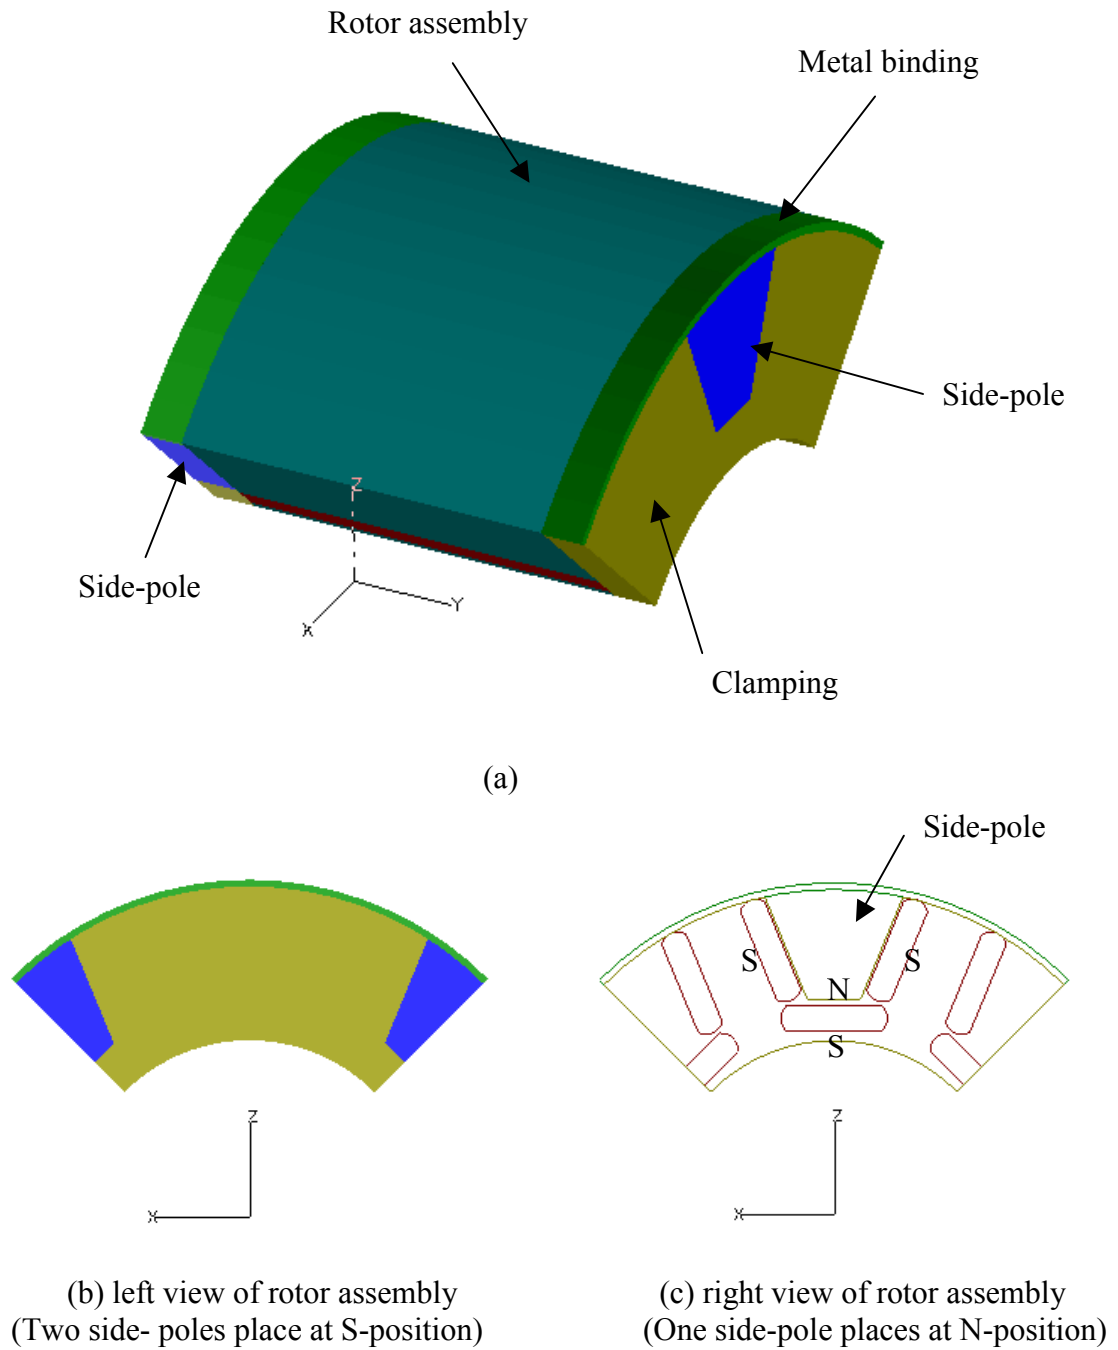 Rotor assembly
Metal binding
Side-pole
Z
Side-pole
Y
X
Clamping
(a)
Side-pole
S
S
N
S
Z
Z
X
X
(b) left view of rotor assembly
(Two side- poles place at S-position)
(c) right view of rotor assembly
(One side-pole places at N-position)